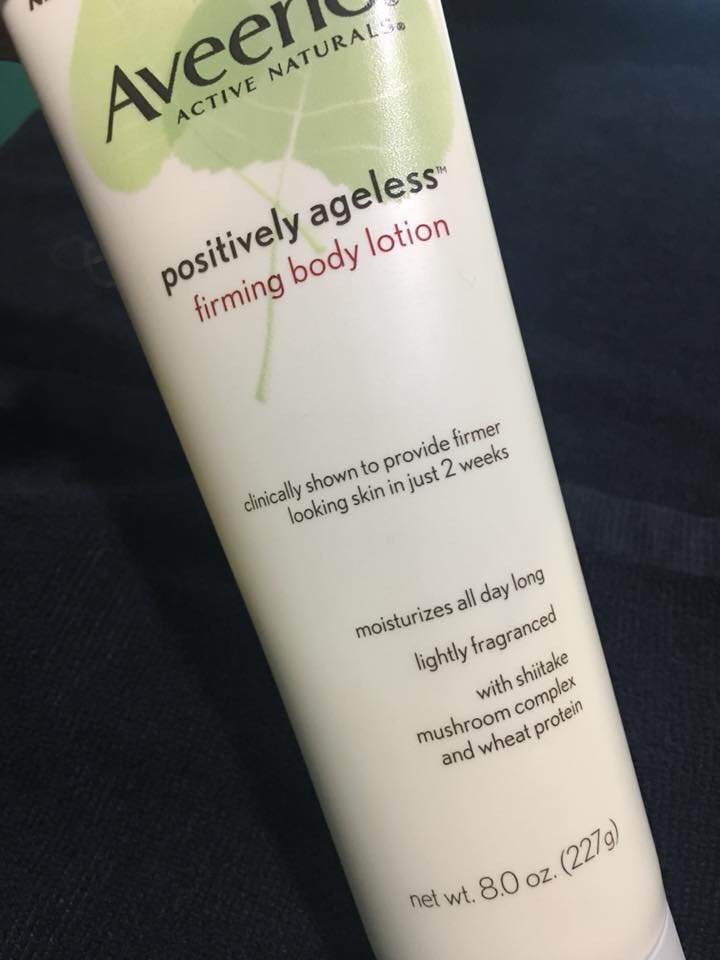 Aveeno®
ACTIVE NATURALS®
positively ageless™
firming body lotion
clinically shown to provide firmer
looking skin in just 2 weeks
moisturizes all day long
lightly fragranced
with shiitake
mushroom complex
and wheat protein
net wt. 8.0 oz. (227g)